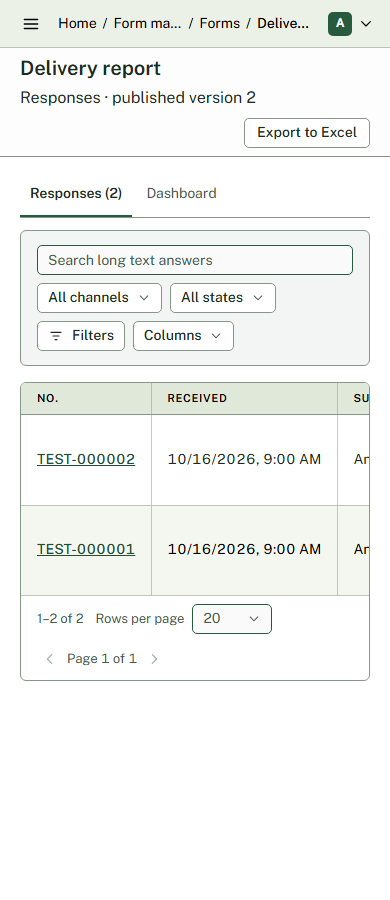 Home / Form ma... / Forms / Delive... A
Delivery report
Responses · published version 2
Export to Excel
Responses (2) Dashboard
Search long text answers
All channels All states
Filters Columns
NO. RECEIVED SU
TEST-000002 10/16/2026, 9:00 AM An
TEST-000001 10/16/2026, 9:00 AM An
1–2 of 2 Rows per page 20
Page 1 of 1